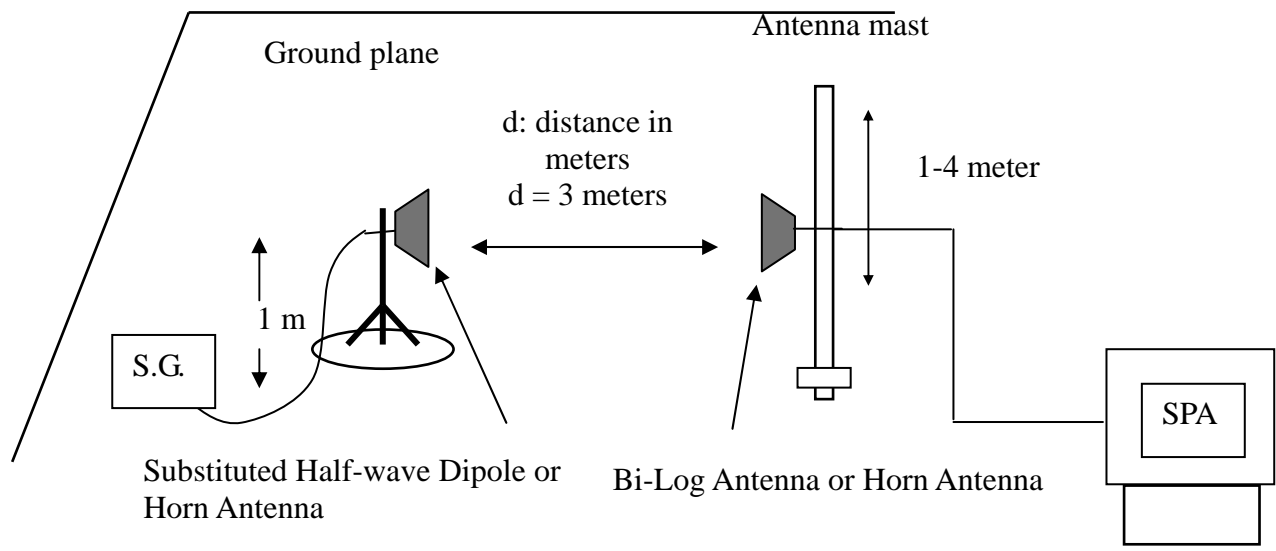 Antenna mast
Ground plane
d: distance in
meters
d = 3 meters
1-4 meter
1 m
S.G.
SPA
Substituted Half-wave Dipole or
Horn Antenna
Bi-Log Antenna or Horn Antenna